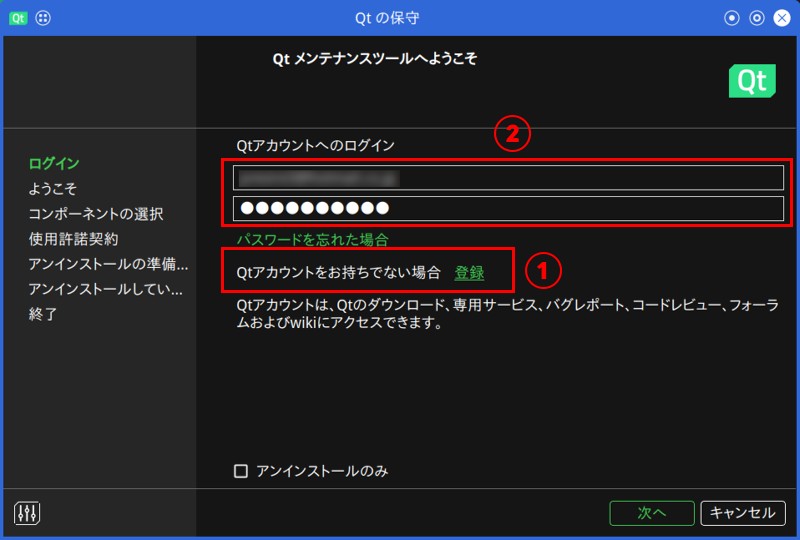 Qt
Qt の保守
Qt メンテナンスツールへようこそ
Qt
②
Qtアカウントへのログイン
ログイン
ようこそ
コンポーネントの選択
使用許諾契約
アンインストールの準備...
アンインストールしてい...
終了
●●●●●●●●●●
パスワードを忘れた場合
Qtアカウントをお持ちでない場合 登録
①
Qtアカウントは、Qtのダウンロード、専用サービス、バグレポート、コードレビュー、フォーラ
ムおよびwikiにアクセスできます。
アンインストールのみ
次へ
キャンセル